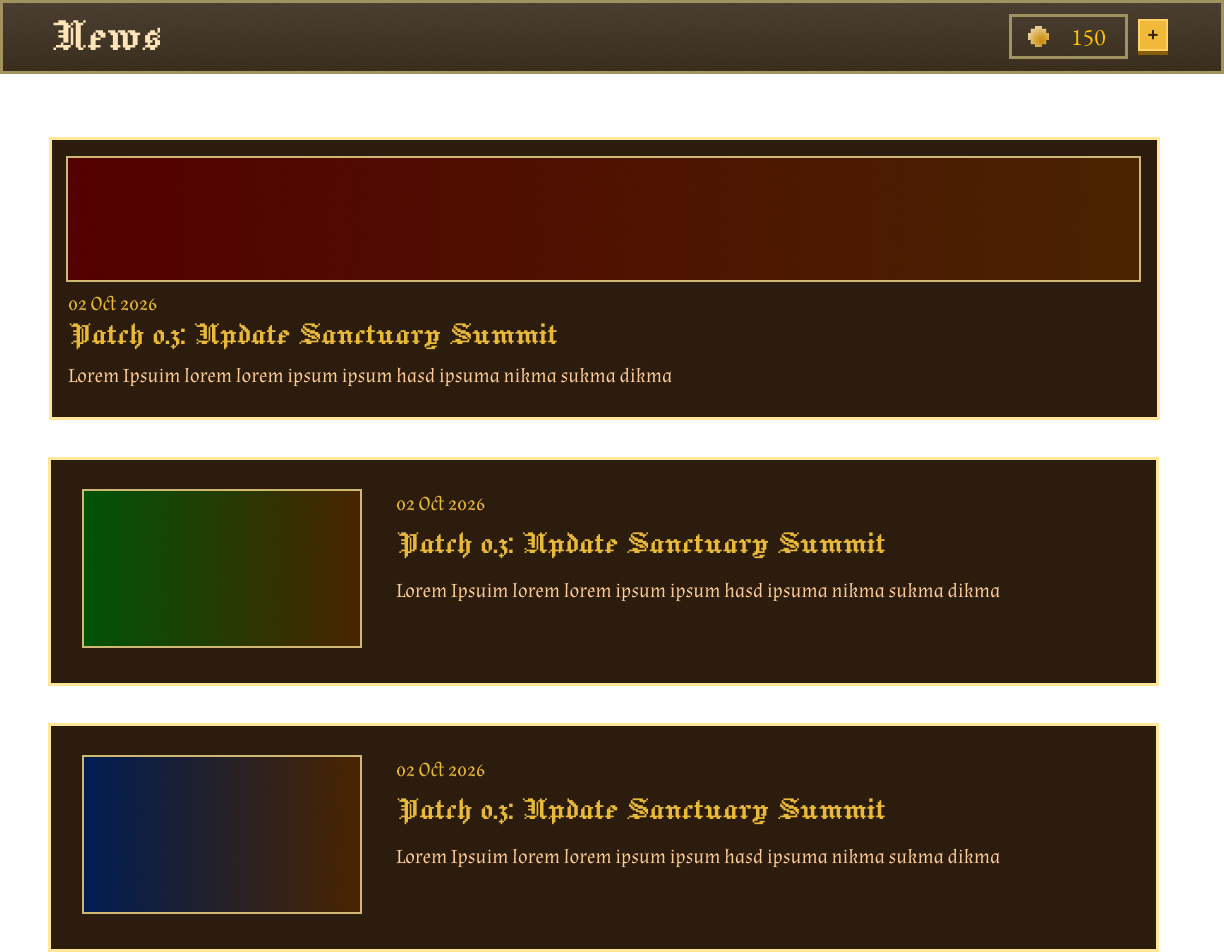 News
150
+
02 Oct 2026
Patch 0.3: Update Sanctuary Summit
Lorem Ipsuim lorem lorem ipsum ipsum hasd ipsuma nikma sukma dikma
02 Oct 2026
Patch 0.3: Update Sanctuary Summit
Lorem Ipsuim lorem lorem ipsum ipsum hasd ipsuma nikma sukma dikma
02 Oct 2026
Patch 0.3: Update Sanctuary Summit
Lorem Ipsuim lorem lorem ipsum ipsum hasd ipsuma nikma sukma dikma